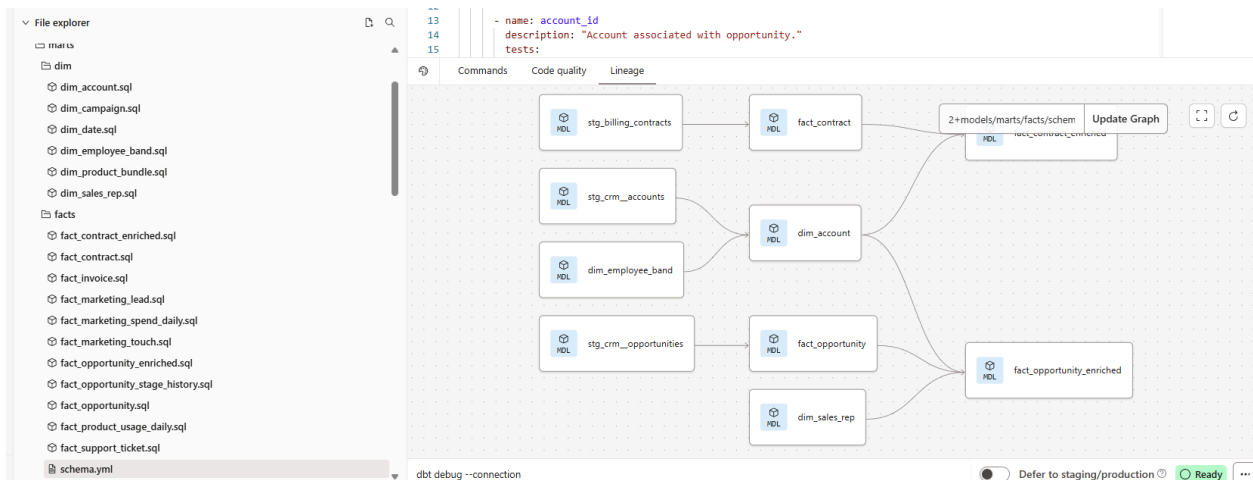 File explorer
marts
dim
dim_account.sql
dim_campaign.sql
dim_date.sql
dim_employee_band.sql
dim_product_bundle.sql
dim_sales_rep.sql
facts
fact_contract_enriched.sql
fact_contract.sql
fact_invoice.sql
fact_marketing_lead.sql
fact_marketing_spend_daily.sql
fact_marketing_touch.sql
fact_opportunity_enriched.sql
fact_opportunity_stage_history.sql
fact_opportunity.sql
fact_product_usage_daily.sql
fact_support_ticket.sql
schema.yml
13 - name: account_id
14 description: "Account associated with opportunity."
15 tests:
Commands Code quality Lineage
2+models/marts/facts/schem Update Graph
MDL stg_billing_contracts
MDL fact_contract
MDL fact_contract_enriched
MDL stg_crm__accounts
MDL dim_account
MDL dim_employee_band
MDL stg_crm__opportunities
MDL fact_opportunity
MDL fact_opportunity_enriched
MDL dim_sales_rep
dbt debug --connection
Defer to staging/production ? Ready ...